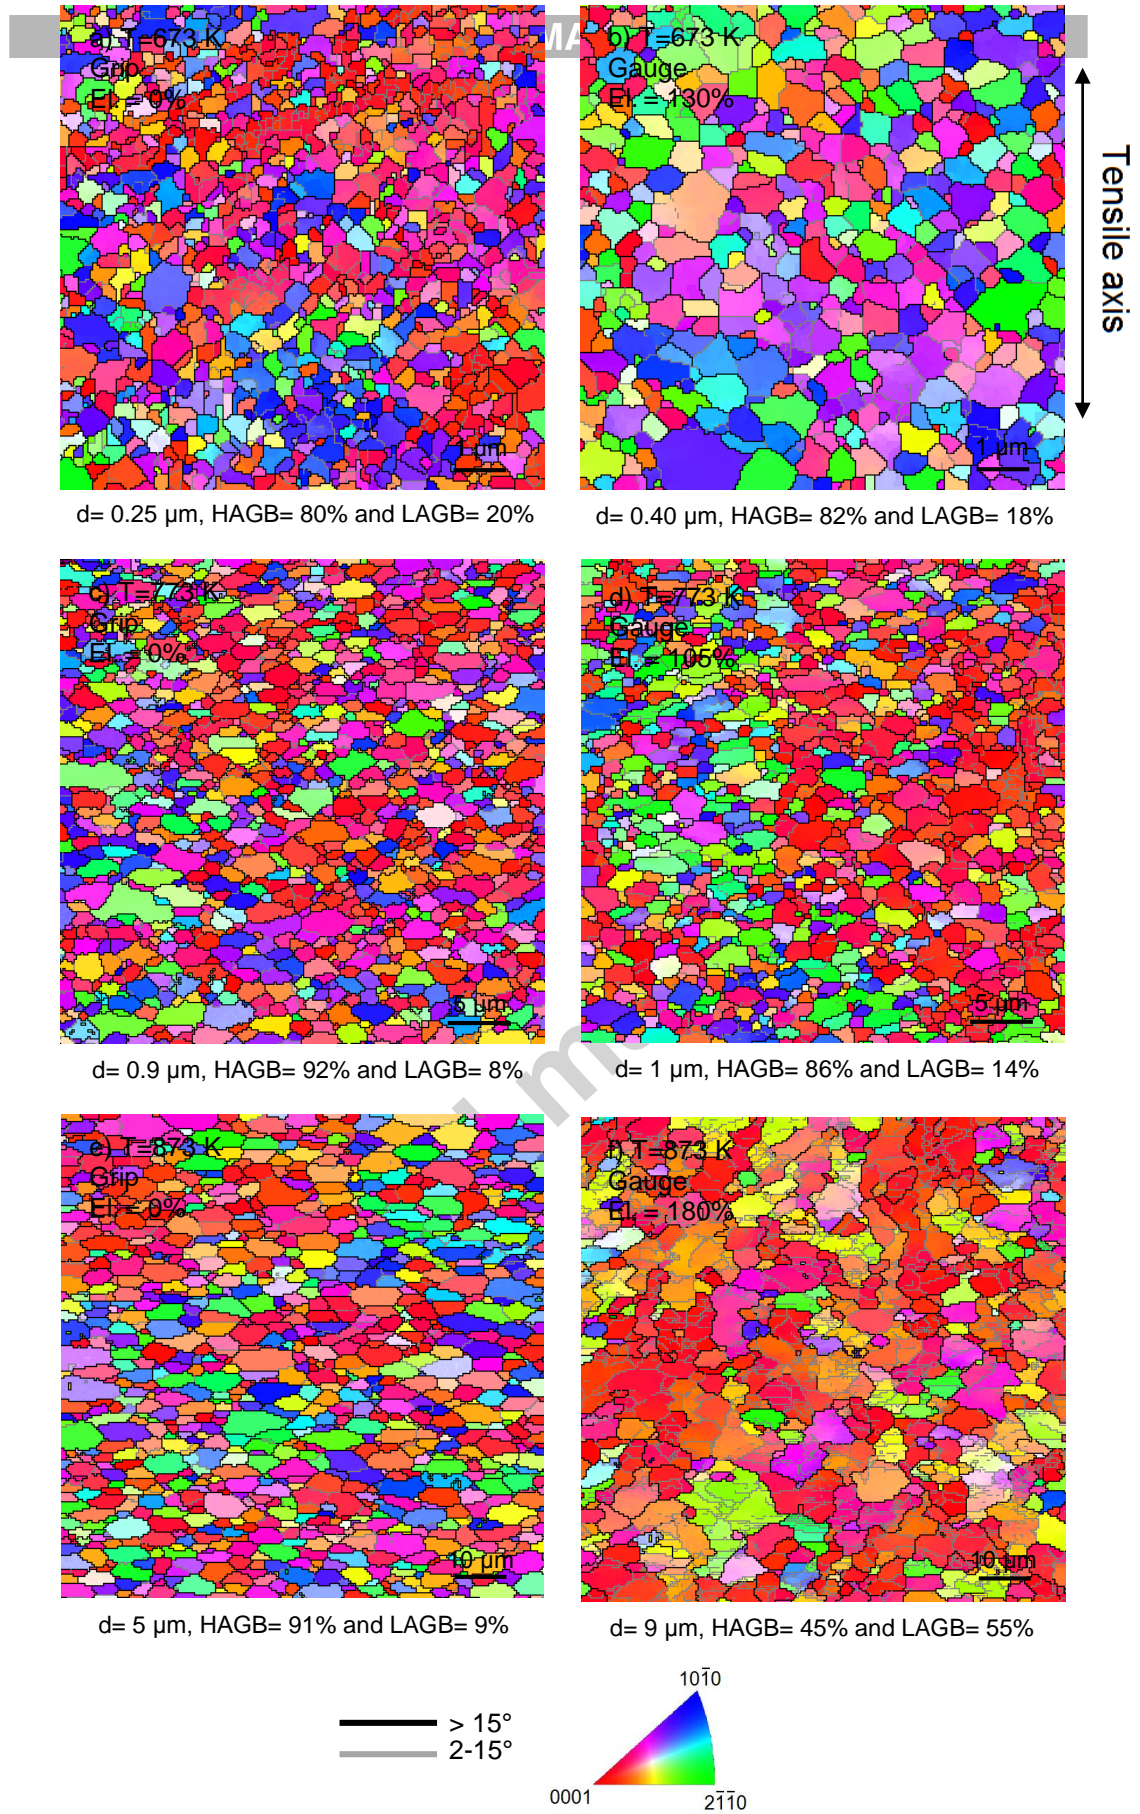 MA
a) T=673 K
Grip
El. = 0%
b) T=673 K
Gauge
El. = 130%
Tensile axis
1 µm
1 µm
d= 0.25 µm, HAGB= 80% and LAGB= 20%
d= 0.40 µm, HAGB= 82% and LAGB= 18%
c) T=773 K
Grip
El. = 0%
d) T=773 K
Gauge
El. = 105%
5 µm
5 µm
d= 0.9 µm, HAGB= 92% and LAGB= 8%
d= 1 µm, HAGB= 86% and LAGB= 14%
e) T=873 K
Grip
El. = 0%
f) T=873 K
Gauge
El. = 180%
10 µm
10 µm
d= 5 µm, HAGB= 91% and LAGB= 9%
d= 9 µm, HAGB= 45% and LAGB= 55%
> 15°
2-15°
101̄0
0001
21̄1̄0